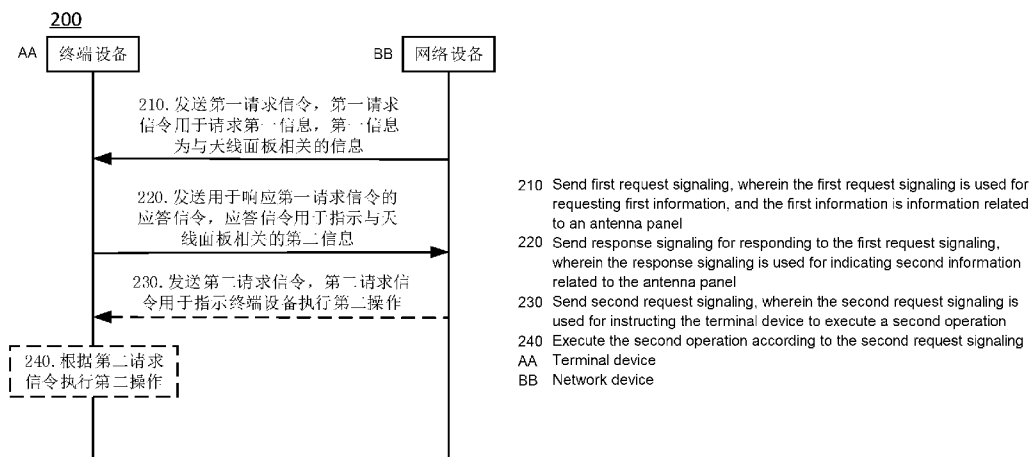 200
AA
终端设备
BB
网络设备
210.发送第一请求信令，第一请求
信令用于请求第一信息，第一信息
为与天线面板相关的信息
220.发送用于响应第一请求信令的
应答信令，应答信令用于指示与天
线面板相关的第二信息
230.发送第二请求信令，第二请求信
令用于指示终端设备执行第二操作
240.根据第二请求
信令执行第二操作
210 Send first request signaling, wherein the first request signaling is used for
requesting first information, and the first information is information related
to an antenna panel
220 Send response signaling for responding to the first request signaling,
wherein the response signaling is used for indicating second information
related to the antenna panel
230 Send second request signaling, wherein the second request signaling is
used for instructing the terminal device to execute a second operation
240 Execute the second operation according to the second request signaling
AA Terminal device
BB Network device